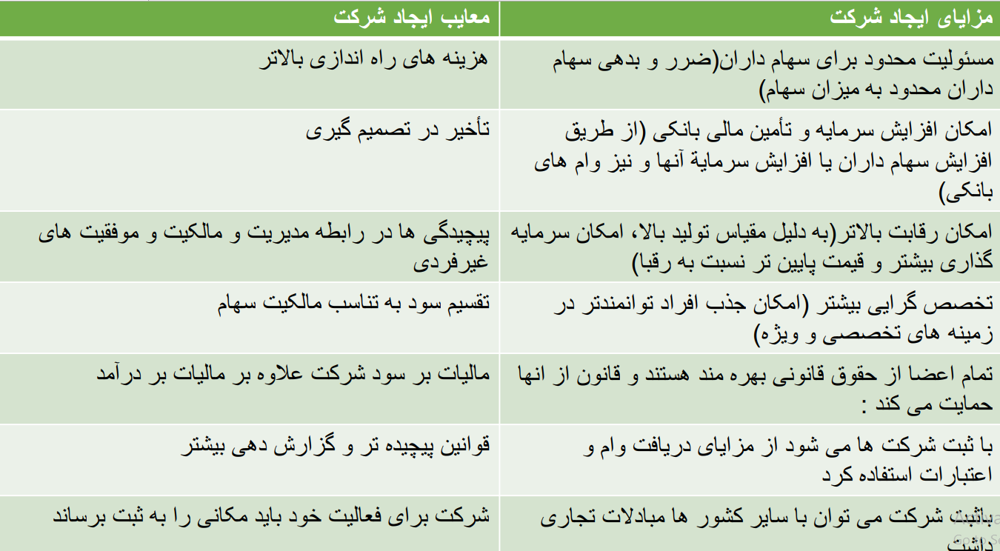 مزایای ایجاد شرکت
معایب ایجاد شرکت
مسئولیت محدود برای سهام داران(ضرر و بدهی سهام
داران محدود به میزان سهام)
هزینه های راه اندازی بالاتر
امکان افزایش سرمایه و تأمین مالی بانکی (از طریق
افزایش سهام داران یا افزایش سرمایة آنها و نیز وام های
بانکی)
تأخیر در تصمیم گیری
امکان رقابت بالاتر(به دلیل مقیاس تولید بالا، امکان سرمایه
گذاری بیشتر و قیمت پایین تر نسبت به رقبا)
پیچیدگی ها در رابطه مدیریت و مالکیت و موفقیت های
غیرفردی
تخصص گرایی بیشتر (امکان جذب افراد توانمندتر در
زمینه های تخصصی و ویژه)
تقسیم سود به تناسب مالکیت سهام
تمام اعضا از حقوق قانونی بهره مند هستند و قانون از انها
حمایت می کند :
مالیات بر سود شرکت علاوه بر مالیات بر درآمد
با ثبت شرکت ها می شود از مزایای دریافت وام و
اعتبارات استفاده کرد
قوانین پیچیده تر و گزارش دهی بیشتر
باثبت شرکت می توان با سایر کشور ها مبادلات تجاری
داشت
شرکت برای فعالیت خود باید مکانی را به ثبت برساند
Go to